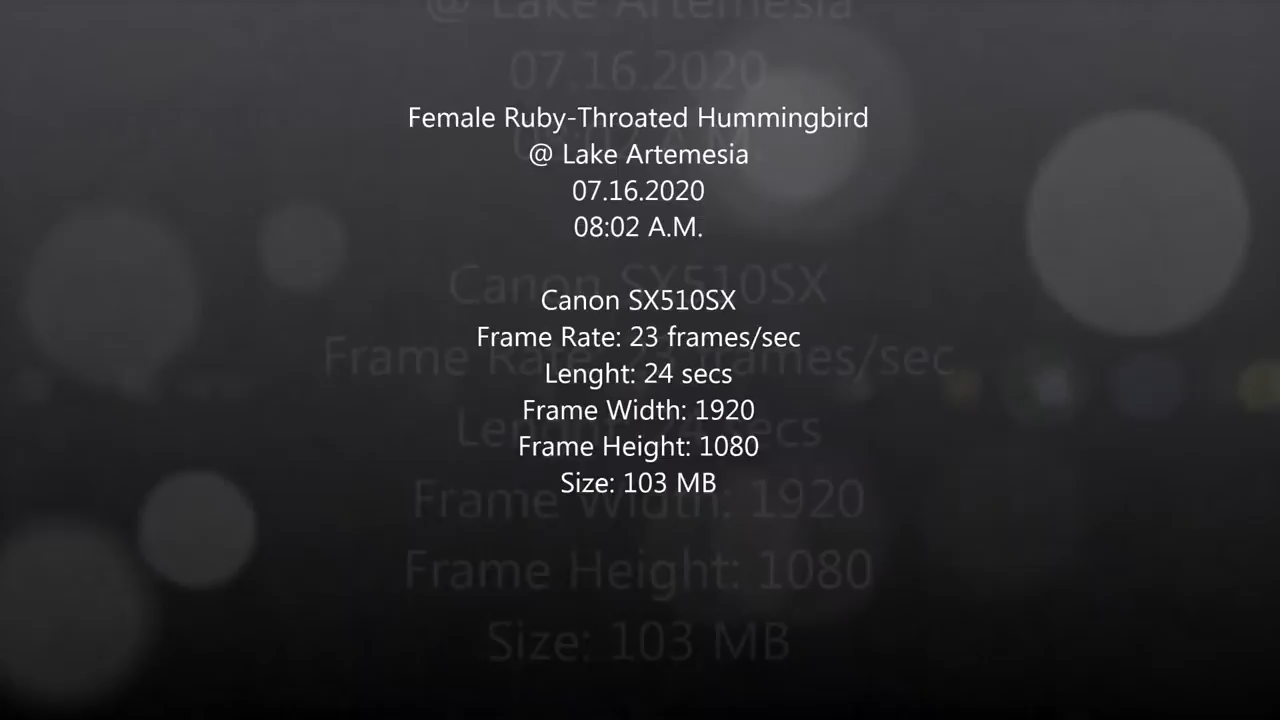 Female Ruby-Throated Hummingbird
@ Lake Artemesia
07.16.2020
08:02 A.M.
Canon SX510SX
Frame Rate: 23 frames/sec
Lenght: 24 secs
Frame Width: 1920
Frame Height: 1080
Size: 103 MB